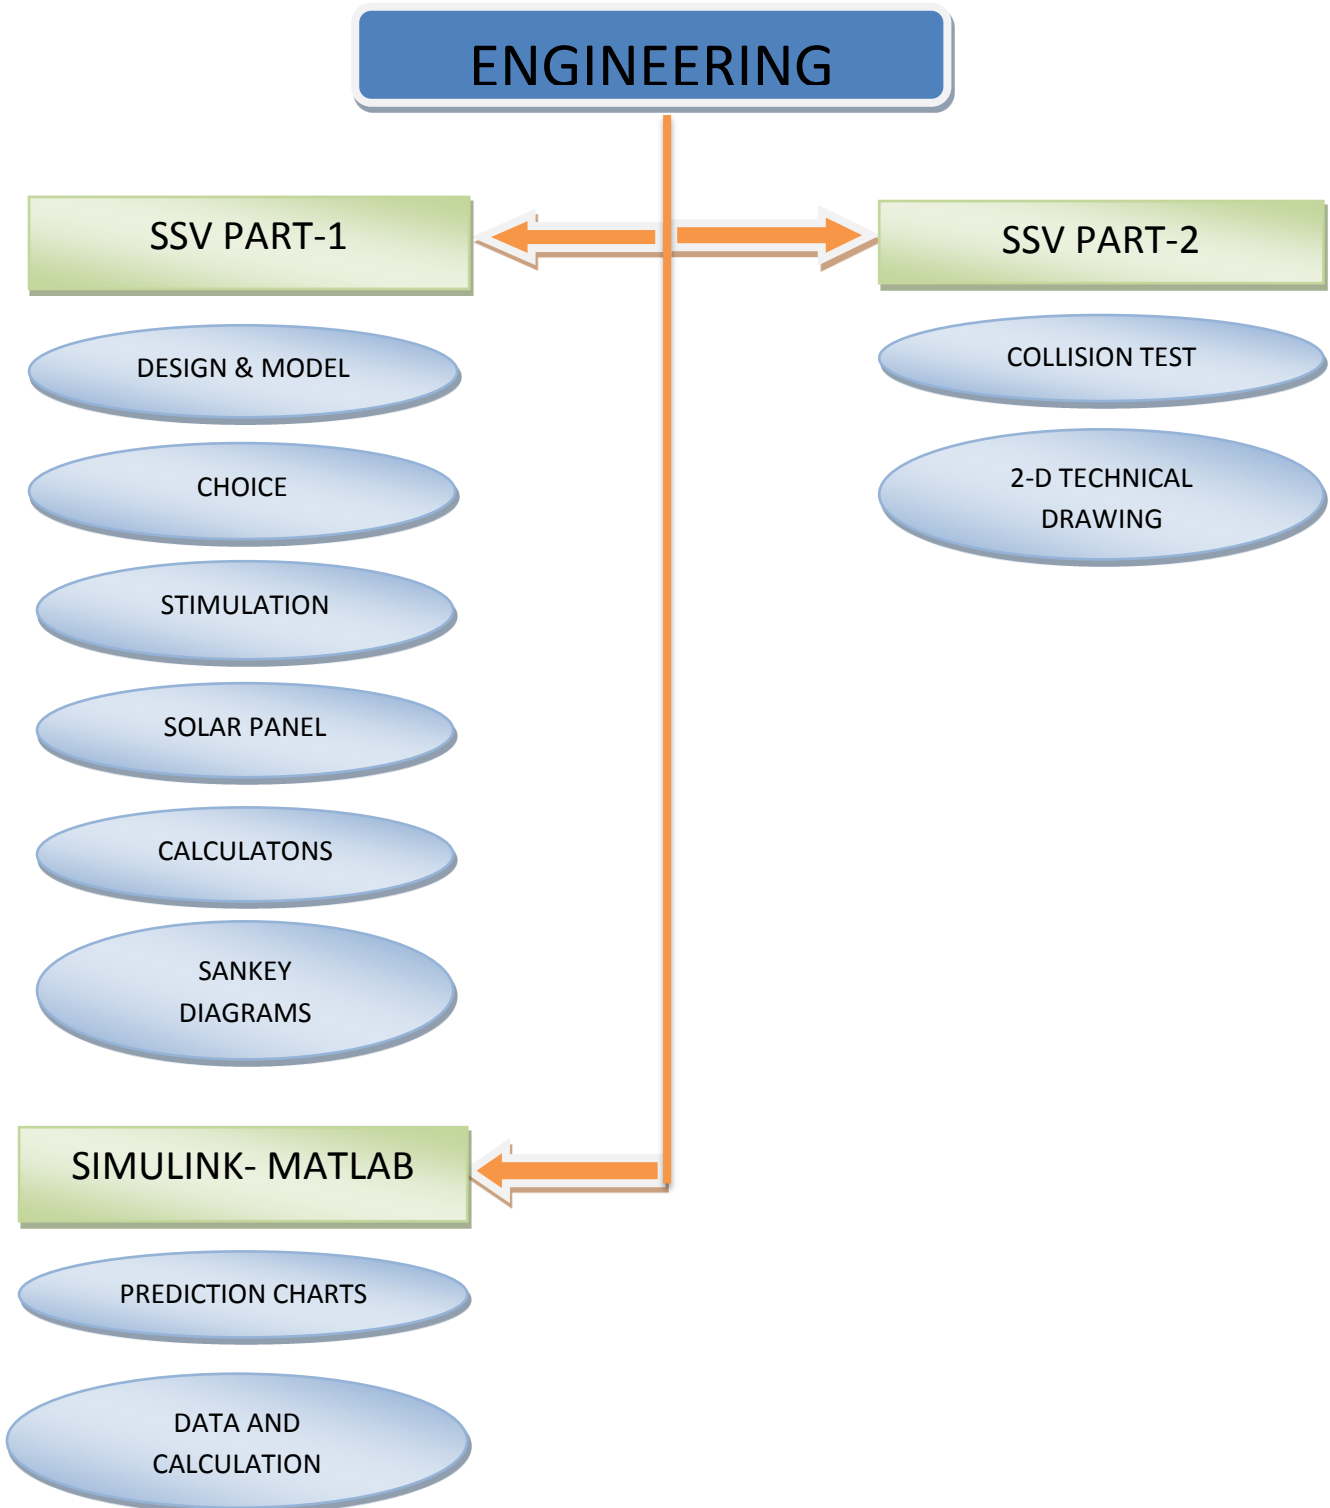 ENGINEERING
SSV PART-1
DESIGN & MODEL
CHOICE
STIMULATION
SOLAR PANEL
CALCULATONS
SANKEY
DIAGRAMS
SSV PART-2
COLLISION TEST
2-D TECHNICAL
DRAWING
SIMULINK- MATLAB
PREDICTION CHARTS
DATA AND
CALCULATION